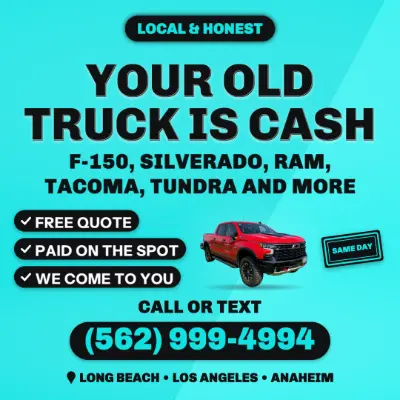 LOCAL & HONEST
YOUR OLD
TRUCK IS CASH
F-150, SILVERADO, RAM,
TACOMA, TUNDRA AND MORE
FREE QUOTE
PAID ON THE SPOT
WE COME TO YOU
SAME DAY
CALL OR TEXT
(562) 999-4994
LONG BEACH • LOS ANGELES • ANAHEIM